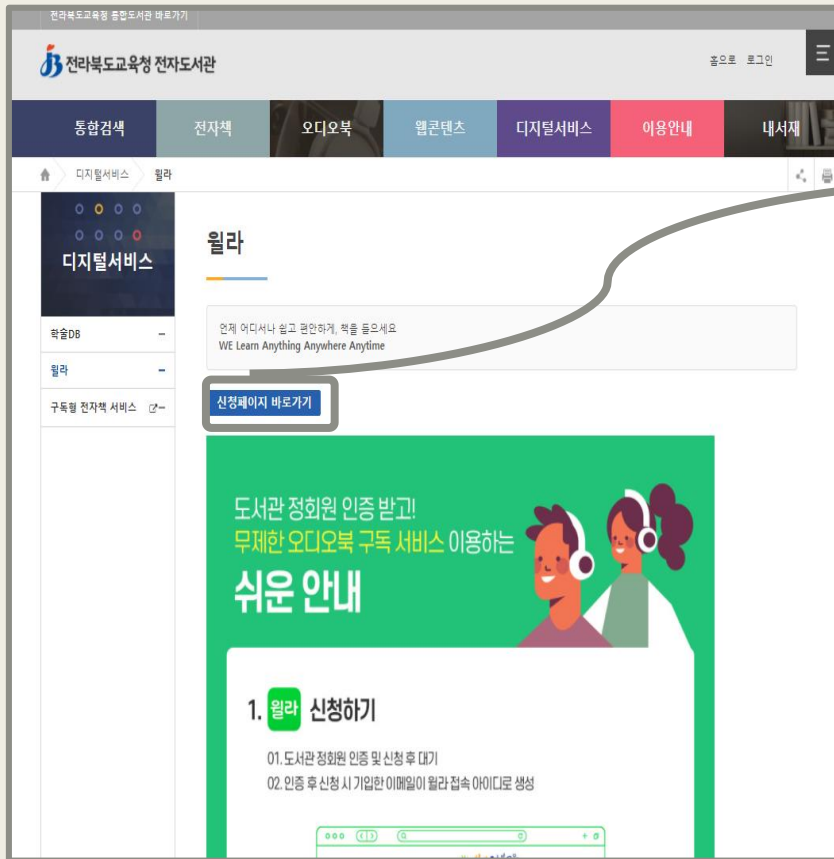 전라북도교육청 통합도서관 바로가기
전라북도교육청 전자도서관
홈으로 로그인
통합검색 전자책 오디오북 웹콘텐츠 디지털서비스 이용안내 내서재
디지털서비스 윌라
디지털서비스
학술DB
윌라
구독형 전자책 서비스
윌라
언제 어디서나 쉽고 편안하게, 책을 들으세요
WE Learn Anything Anywhere Anytime
신청페이지 바로가기
도서관 정회원 인증 받고!
무제한 오디오북 구독 서비스 이용하는
쉬운 안내
1. 윌라 신청하기
01. 도서관 정회원 인증 및 신청 후 대기
02. 인증 후 신청 시 기입한 이메일이 윌라 접속 아이디로 생성